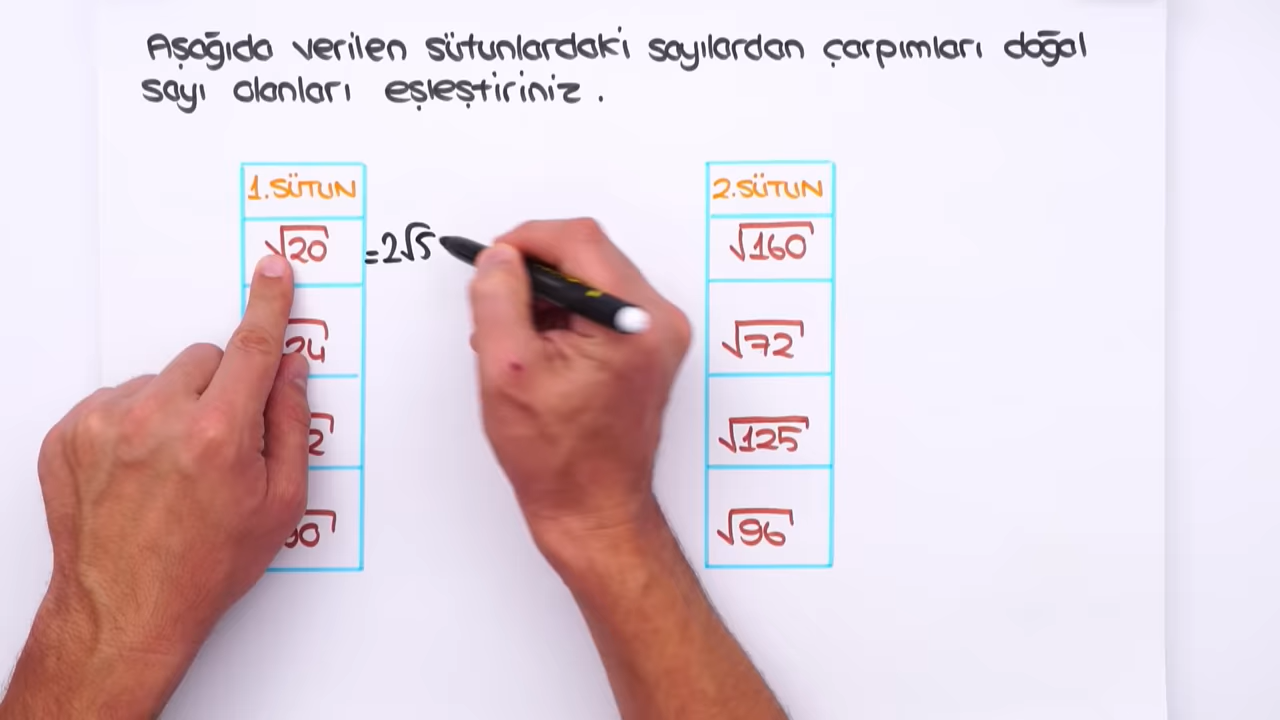 Aşağıda verilen sütunlardaki sayılardan çarpımları doğal
sayı olanları eşleştiriniz.
1.SÜTUN
√20 =2√5
2.SÜTUN
√160
√72
√125
√96